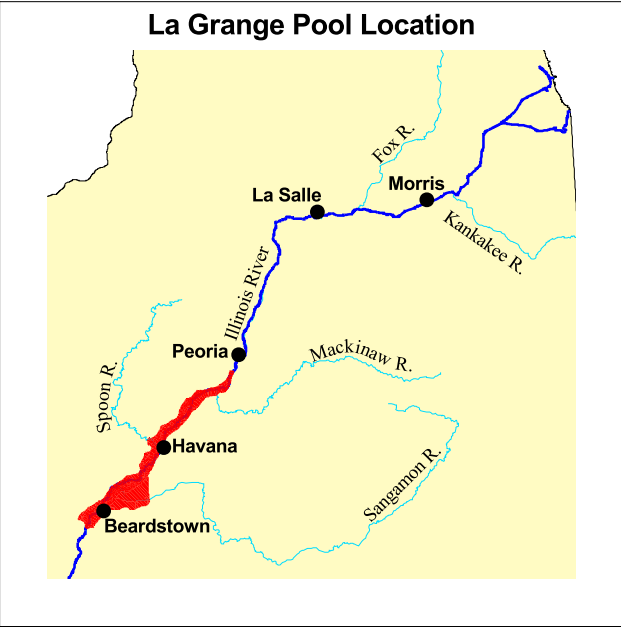 La Grange Pool Location
Fox R.
Morris
La Salle
Kankakee R.
Illinois River
Peoria
Mackinaw R.
Spoon R.
Havana
Sangamon R.
Beardstown